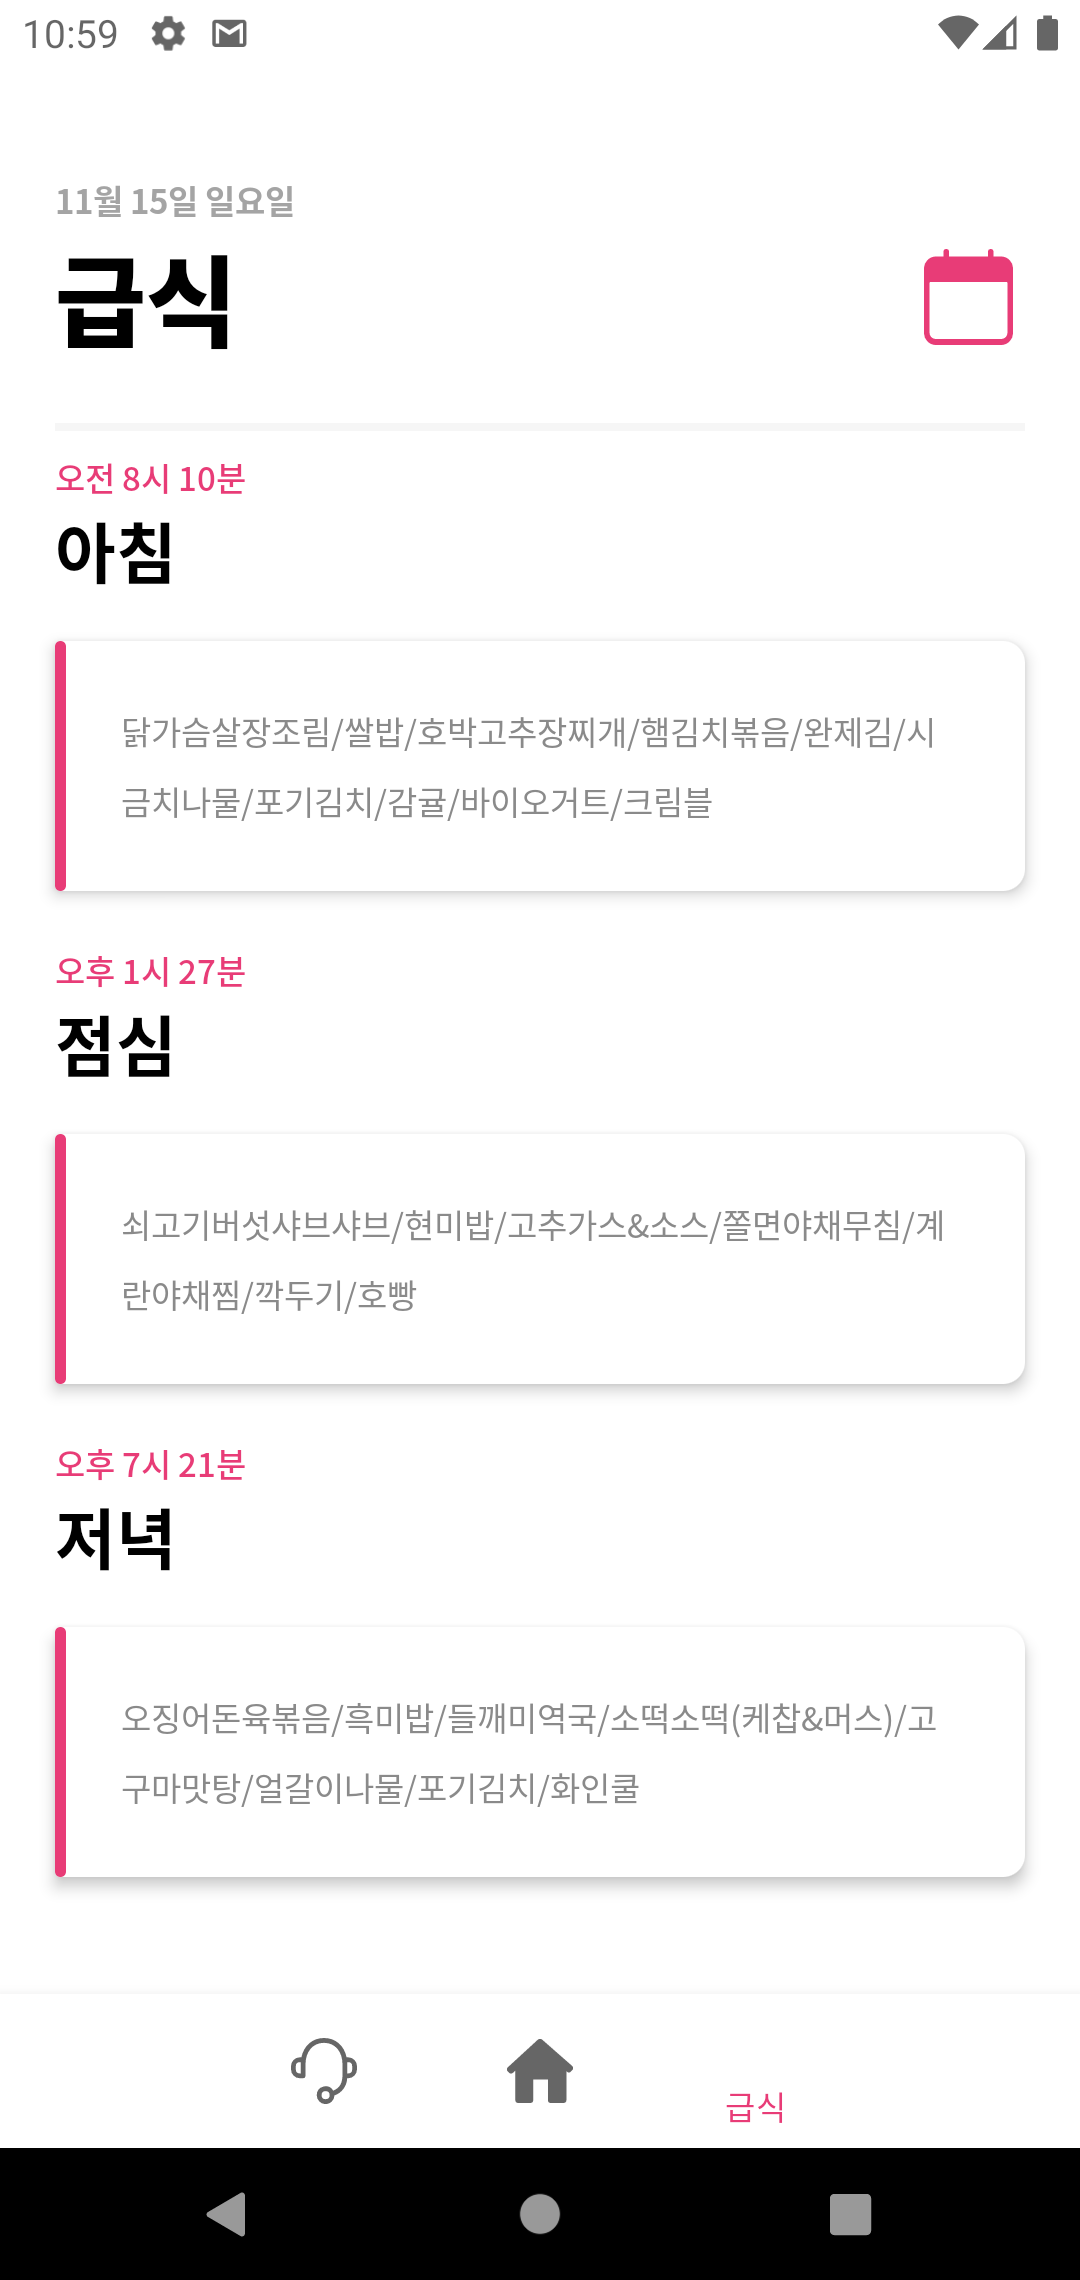 10:59
11월 15일 일요일
급식
오전 8시 10분
아침
닭가슴살장조림/쌀밥/호박고추장찌개/햄김치볶음/완제김/시
금치나물/포기김치/감귤/바이오거트/크림블
오후 1시 27분
점심
쇠고기버섯샤브샤브/현미밥/고추가스&소스/쫄면야채무침/계
란야채찜/깍두기/호빵
오후 7시 21분
저녁
오징어돈육볶음/흑미밥/들깨미역국/소떡소떡(케찹&머스)/고
구마맛탕/얼갈이나물/포기김치/화인쿨
급식